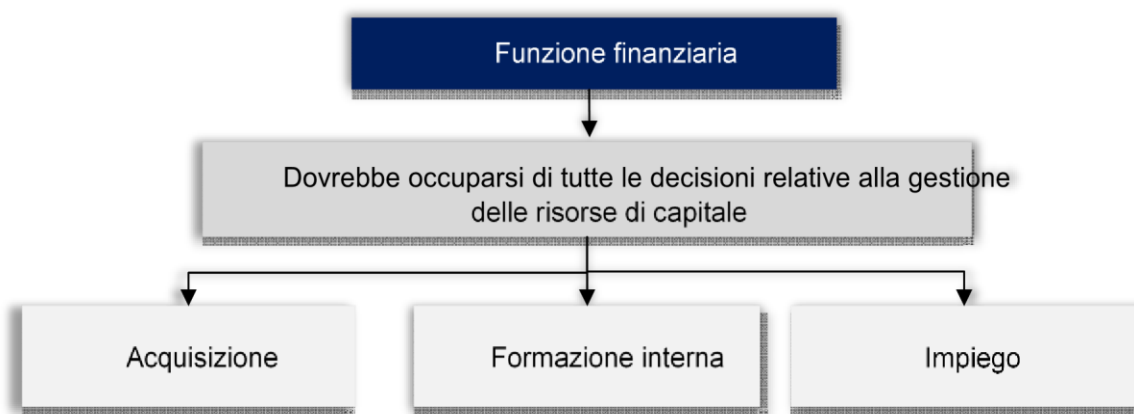 Funzione finanziaria
Dovrebbe occuparsi di tutte le decisioni relative alla gestione
delle risorse di capitale
Acquisizione
Formazione interna
Impiego